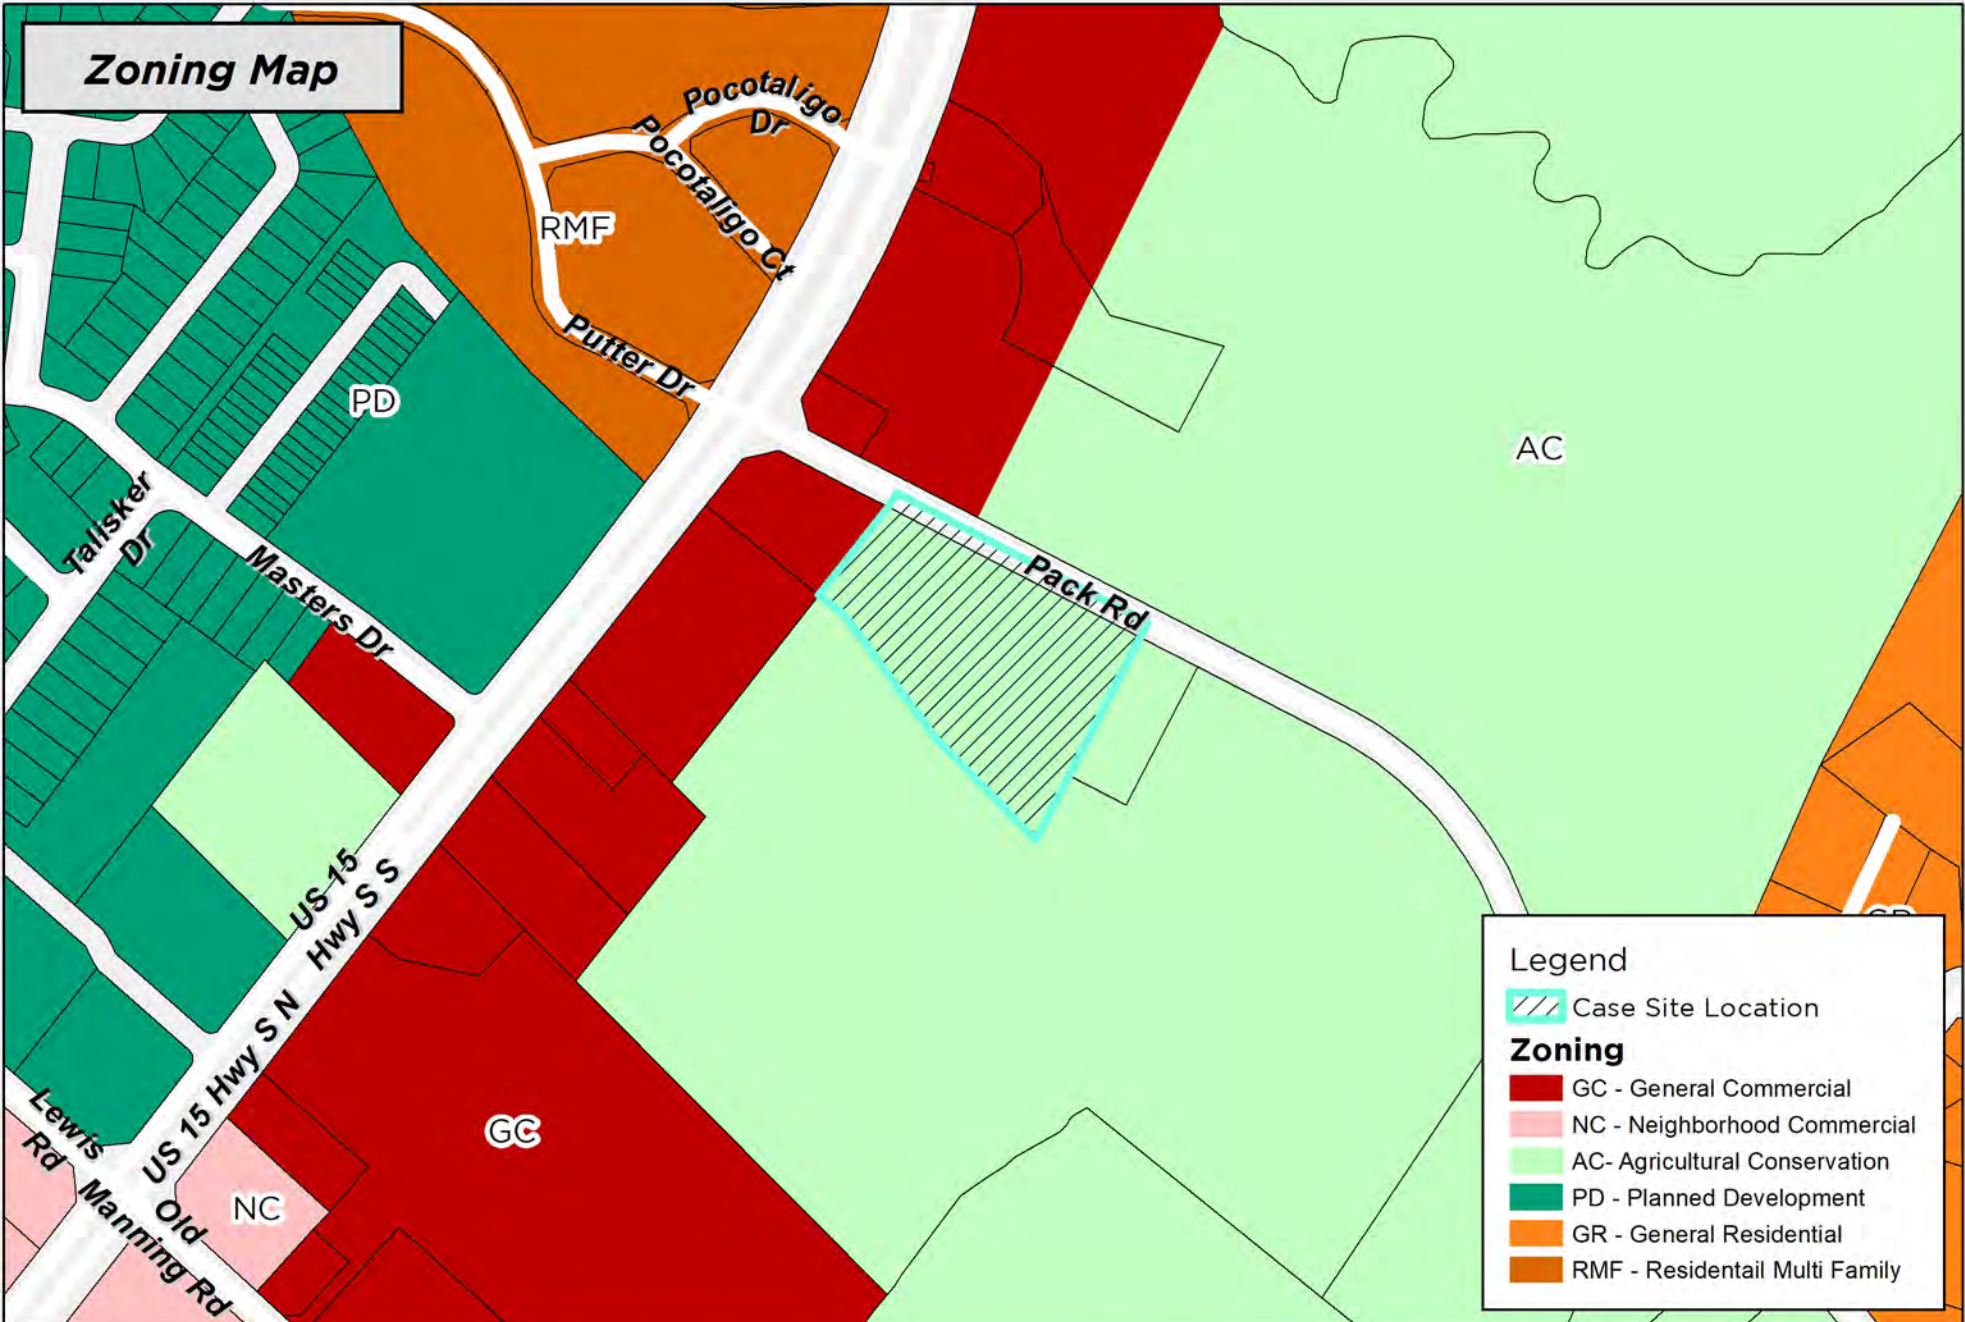 Zoning Map
Pocotaligo
Dr
Pocotaligo Ct
RMF
Putter Dr
PD
AC
Talisker
Dr
Masters Dr
Pack Rd
US 15
Hwy S S
US 15 Hwy S N
Lewis
Rd
GC
NC
Old
Manning Rd
Legend
Case Site Location
Zoning
GC - General Commercial
NC - Neighborhood Commercial
AC- Agricultural Conservation
PD - Planned Development
GR - General Residential
RMF - Residentail Multi Family